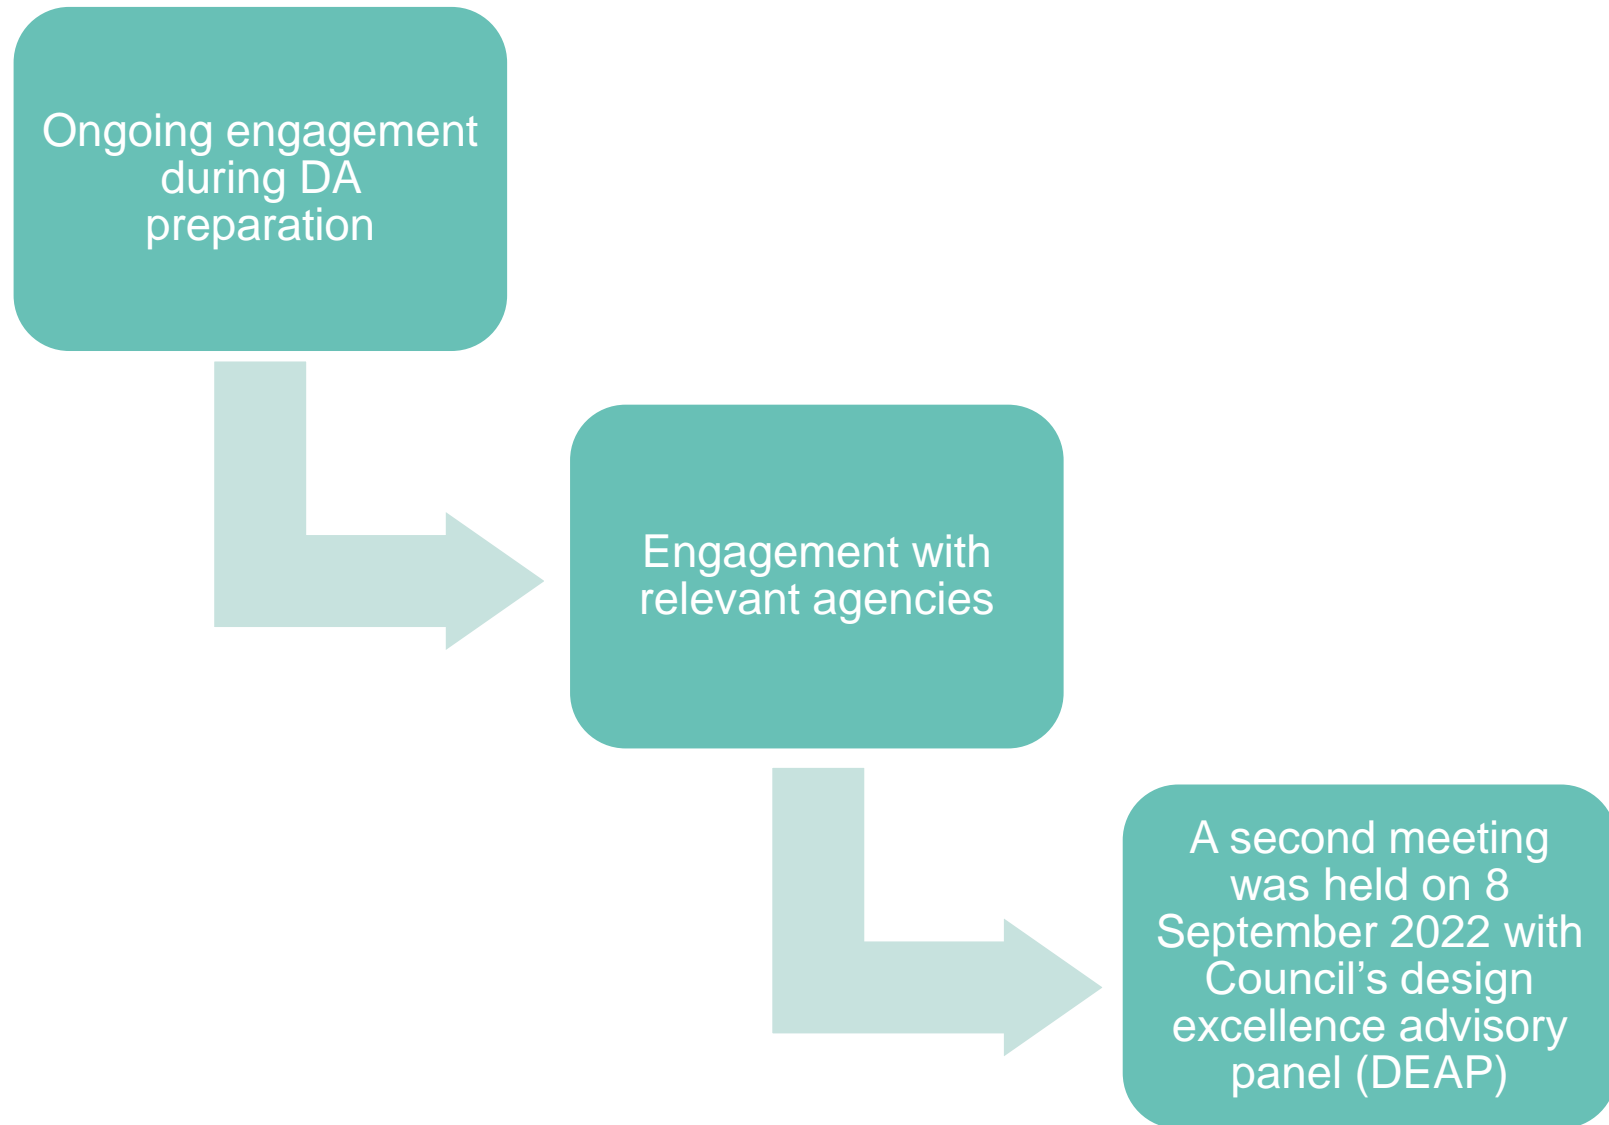 Ongoing engagement
during DA
preparation
Engagement with
relevant agencies
A second meeting
was held on 8
September 2022 with
Council’s design
excellence advisory
panel (DEAP)